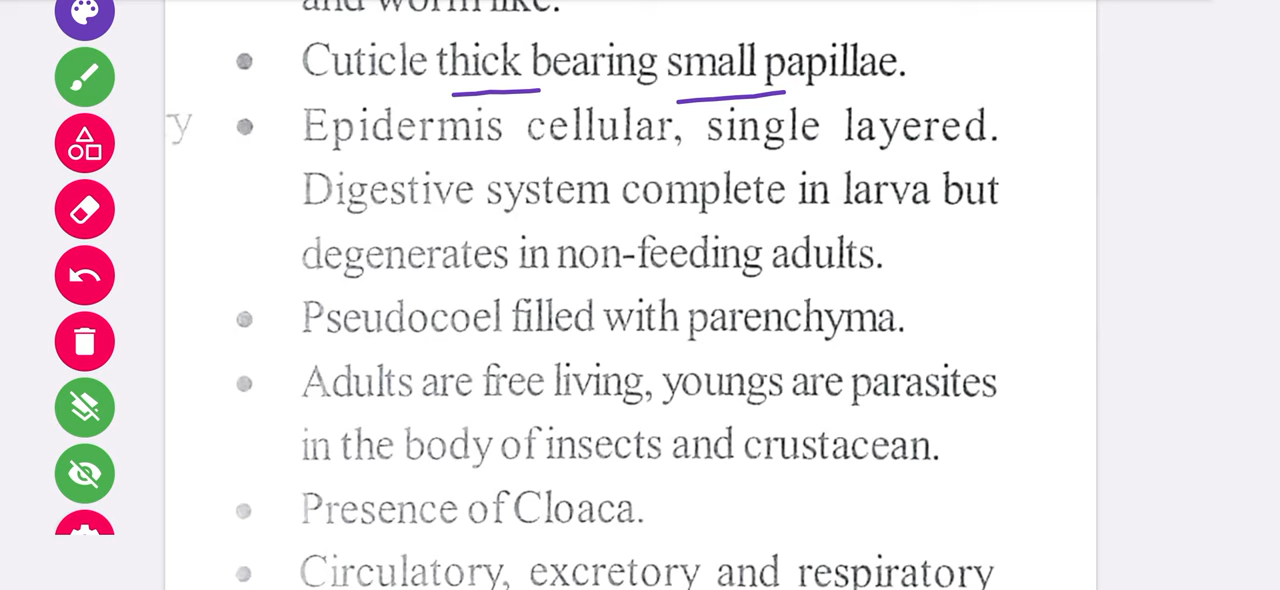 and wormlike.
• Cuticle thick bearing small papillae.
y
• Epidermis cellular, single layered.
Digestive system complete in larva but
degenerates in non-feeding adults.
• Pseudocoel filled with parenchyma.
• Adults are free living, youngs are parasites
in the body of insects and crustacean.
• Presence of Cloaca.
• Circulatory, excretory and respiratory